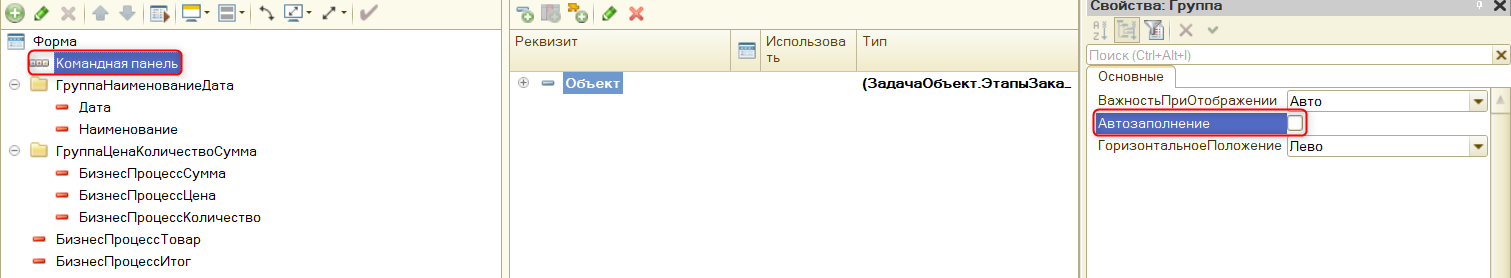 Форма
Командная панель
ГруппаНаименованиеДата
Дата
Наименование
ГруппаЦенаКоличествоСумма
БизнесПроцессСумма
БизнесПроцессЦена
БизнесПроцессКоличество
БизнесПроцессТовар
БизнесПроцессИтог
Реквизит
Использова
ть
Тип
Объект
(ЗадачаОбъект.ЭтапыЗака...
Свойства: Группа
Поиск (Ctrl+Alt+I)
Основные
ВажностьПриОтображении Авто
Автозаполнение
ГоризонтальноеПоложение Лево